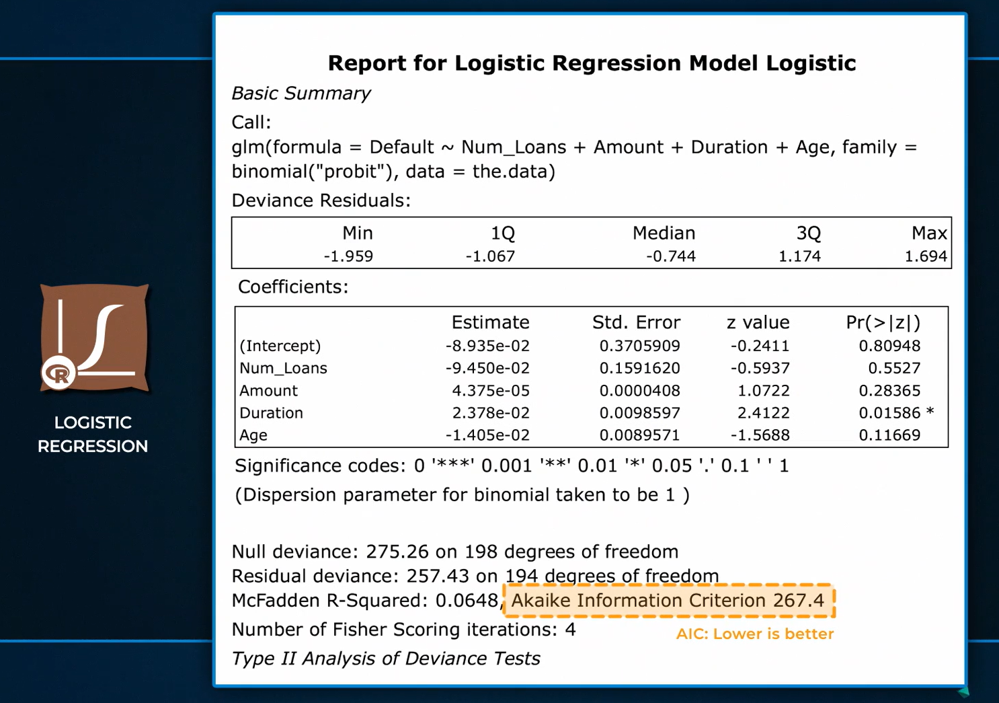 Report for Logistic Regression Model Logistic
Basic Summary
Call:
glm(formula = Default ~ Num_Loans + Amount + Duration + Age, family =
binomial("probit"), data = the.data)
Deviance Residuals:
Min 1Q Median 3Q Max
-1.959 -1.067 -0.744 1.174 1.694
Coefficients:
Estimate Std. Error z value Pr(>|z|)
(Intercept) -8.935e-02 0.3705909 -0.2411 0.80948
Num_Loans -9.450e-02 0.1591620 -0.5937 0.5527
Amount 4.375e-05 0.0000408 1.0722 0.28365
Duration 2.378e-02 0.0098597 2.4122 0.01586 *
Age -1.405e-02 0.0089571 -1.5688 0.11669
Significance codes: 0 '***' 0.001 '**' 0.01 '*' 0.05 '.' 0.1 ' ' 1
(Dispersion parameter for binomial taken to be 1 )
Null deviance: 275.26 on 198 degrees of freedom
Residual deviance: 257.43 on 194 degrees of freedom
McFadden R-Squared: 0.0648, Akaike Information Criterion 267.4
Number of Fisher Scoring iterations: 4
AIC: Lower is better
Type II Analysis of Deviance Tests
R
LOGISTIC
REGRESSION